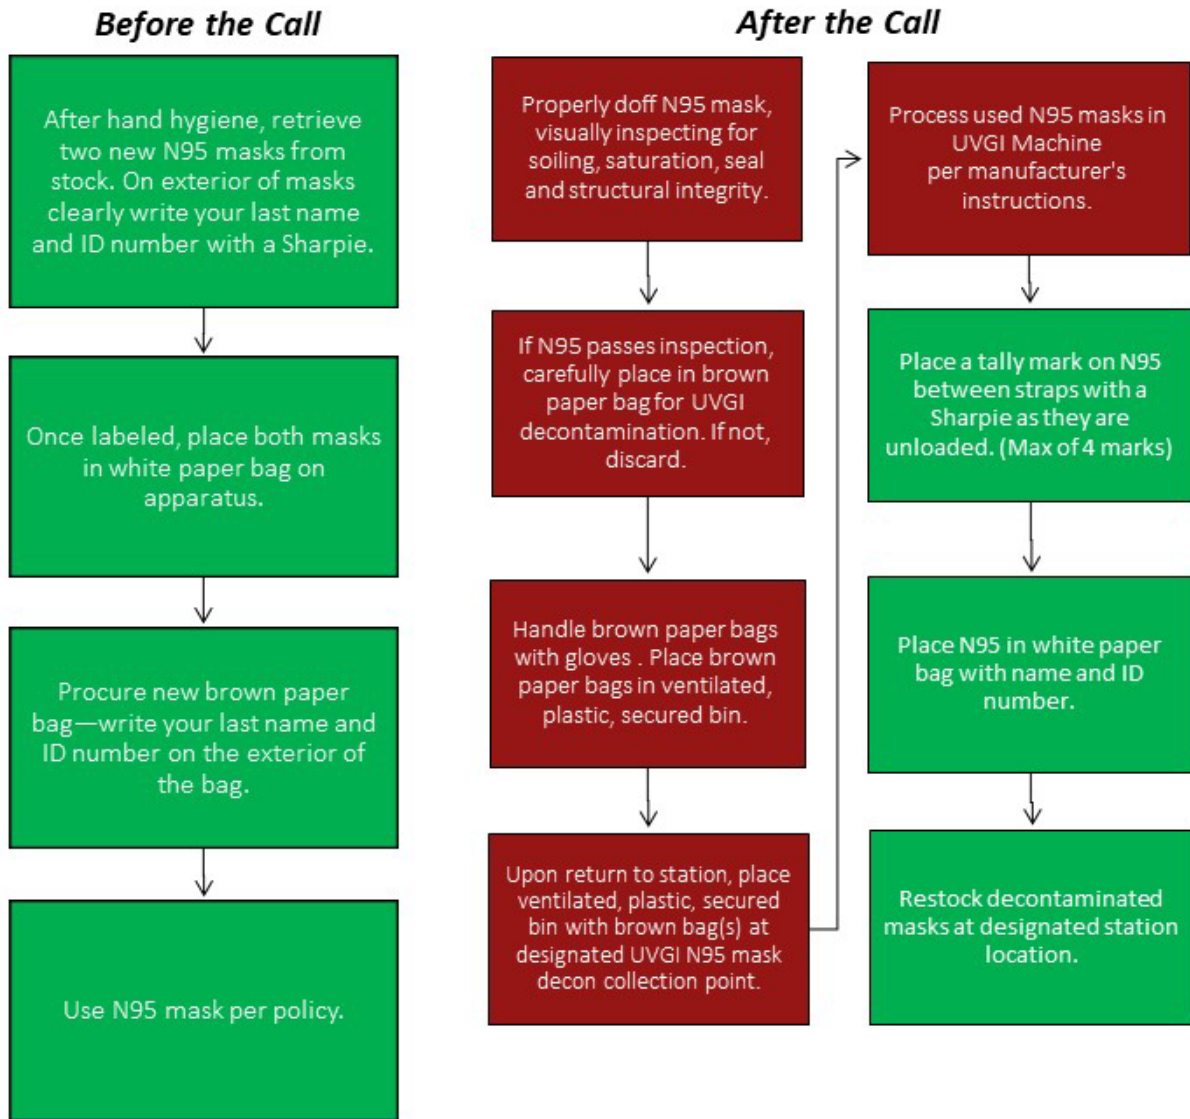 Before the Call
After hand hygiene, retrieve
two new N95 masks from
stock. On exterior of masks
clearly write your last name
and ID number with a Sharpie.
Once labeled, place both masks
in white paper bag on
apparatus.
Procure new brown paper
bag—write your last name and
ID number on the exterior of
the bag.
Use N95 mask per policy.
After the Call
Properly doff N95 mask,
visually inspecting for
soiling, saturation, seal
and structural integrity.
If N95 passes inspection,
carefully place in brown
paper bag for UVGI
decontamination. If not,
discard.
Handle brown paper bags
with gloves . Place brown
paper bags in ventilated,
plastic, secured bin.
Upon return to station, place
ventilated, plastic, secured
bin with brown bag(s) at
designated UVGI N95 mask
decon collection point.
Process used N95 masks in
UVGI Machine
per manufacturer's
instructions.
Place a tally mark on N95
between straps with a
Sharpie as they are
unloaded. (Max of 4 marks)
Place N95 in white paper
bag with name and ID
number.
Restock decontaminated
masks at designated station
location.